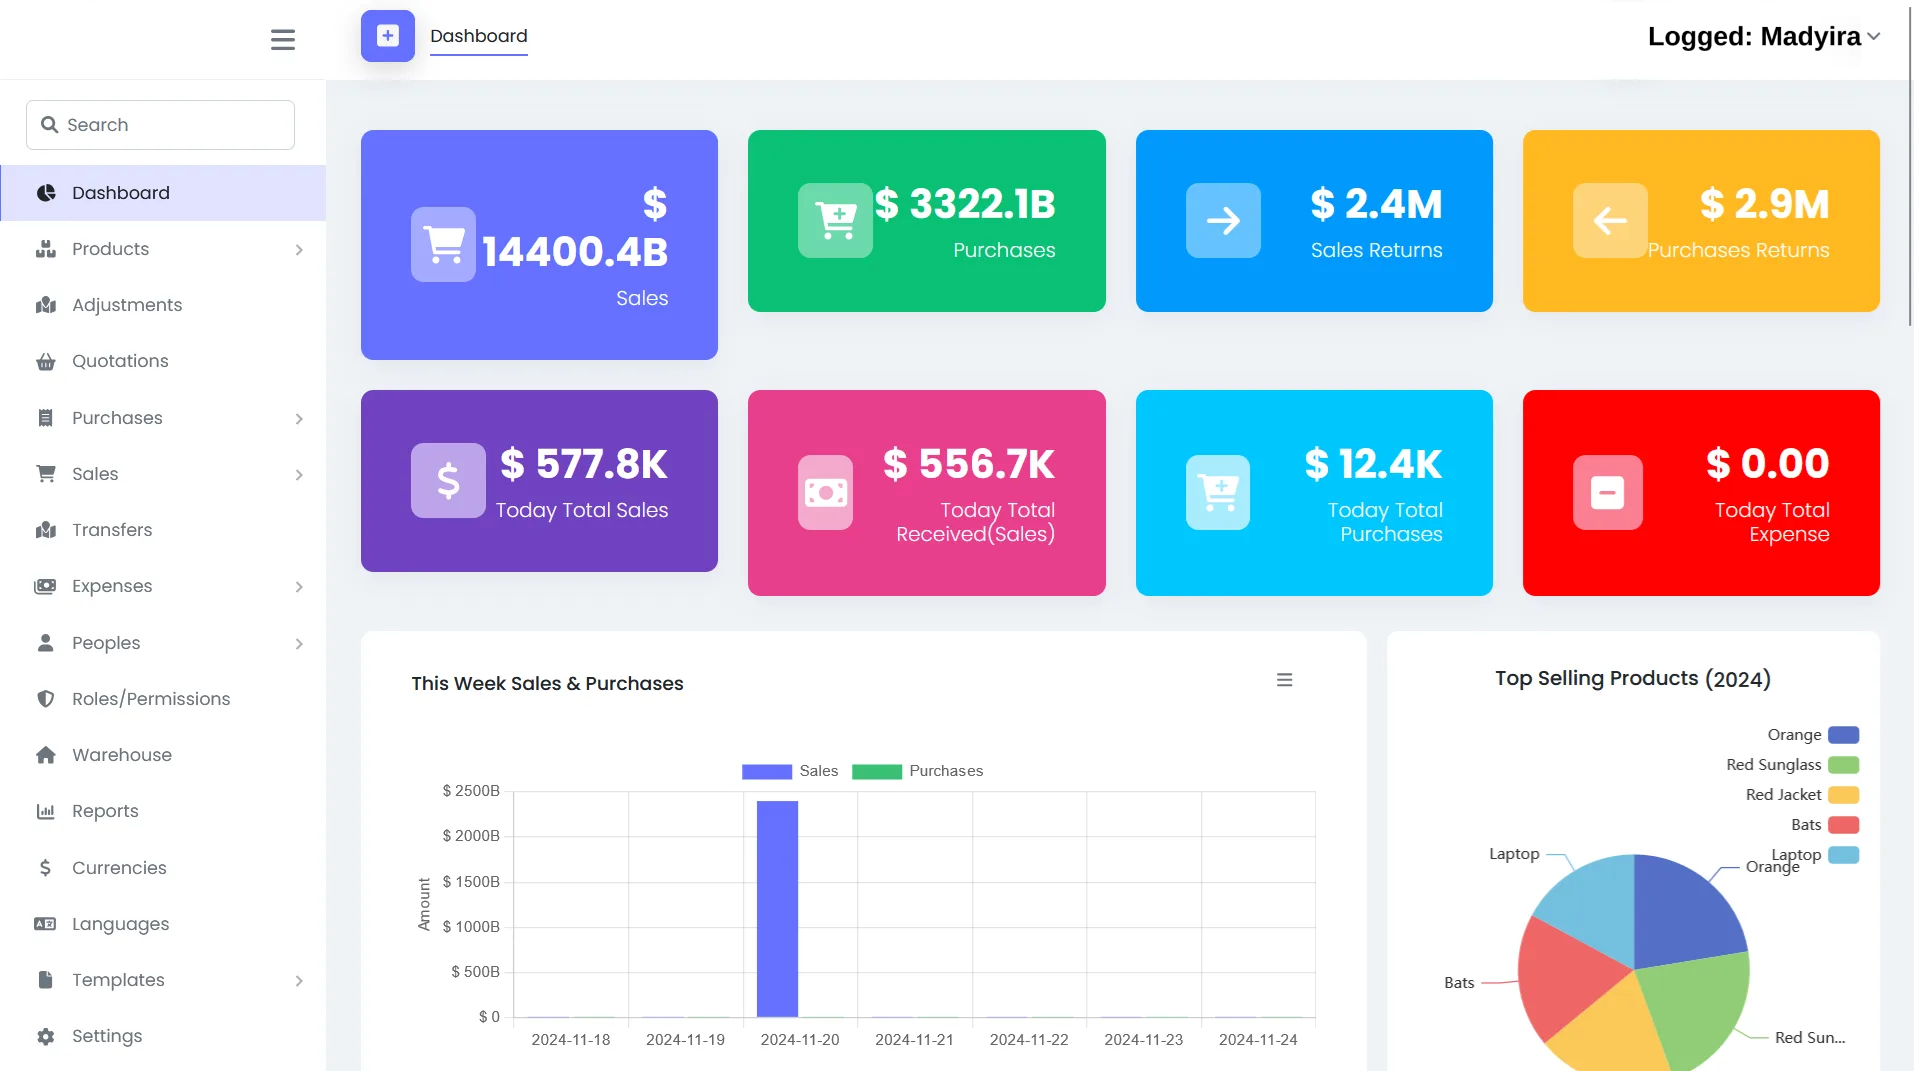 Dashboard
Logged: Madyira
Search
Dashboard
Products
Adjustments
Quotations
Purchases
Sales
Transfers
Expenses
Peoples
Roles/Permissions
Warehouse
Reports
Currencies
Languages
Templates
Settings
$
14400.4B
Sales
$ 3322.1B
Purchases
$ 2.4M
Sales Returns
$ 2.9M
Purchases Returns
$ 577.8K
Today Total Sales
$ 556.7K
Today Total
Received(Sales)
$ 12.4K
Today Total
Purchases
$ 0.00
Today Total
Expense
This Week Sales & Purchases
Sales
Purchases
Amount
$ 2500B
$ 2000B
$ 1500B
$ 1000B
$ 500B
$ 0
2024-11-18
2024-11-19
2024-11-20
2024-11-21
2024-11-22
2024-11-23
2024-11-24
Top Selling Products (2024)
Orange
Red Sunglass
Red Jacket
Bats
Laptop
Laptop
Orange
Bats
Red Sun...